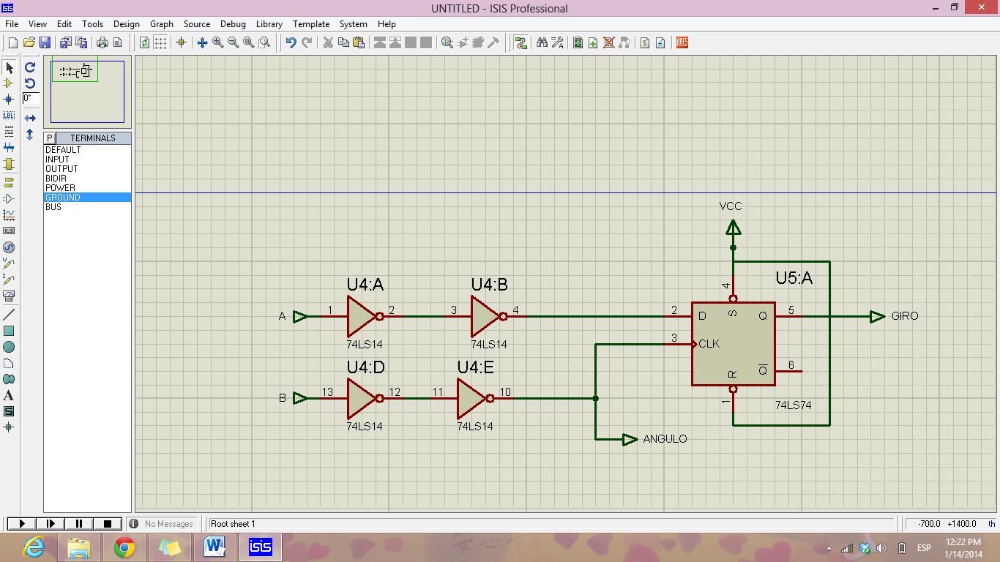 UNTITLED - ISIS Professional
File View Edit Tools Design Graph Source Debug Library Template System Help
ARES
0°
LBL
P TERMINALS
DEFAULT
INPUT
OUTPUT
BIDIR
POWER
GROUND
BUS
A
VCC
U4:A
U4:B
U5:A
A
1
2
3
4
74LS14
74LS14
4
2
D
S
Q
5
GIRO
3
CLK
R
Q
6
1
74LS74
U4:D
U4:E
B
13
12
11
10
74LS14
74LS14
ANGULO
No Messages
Root sheet 1
-700.0 +1400.0 th
isis
ESP
12:22 PM
1/14/2014